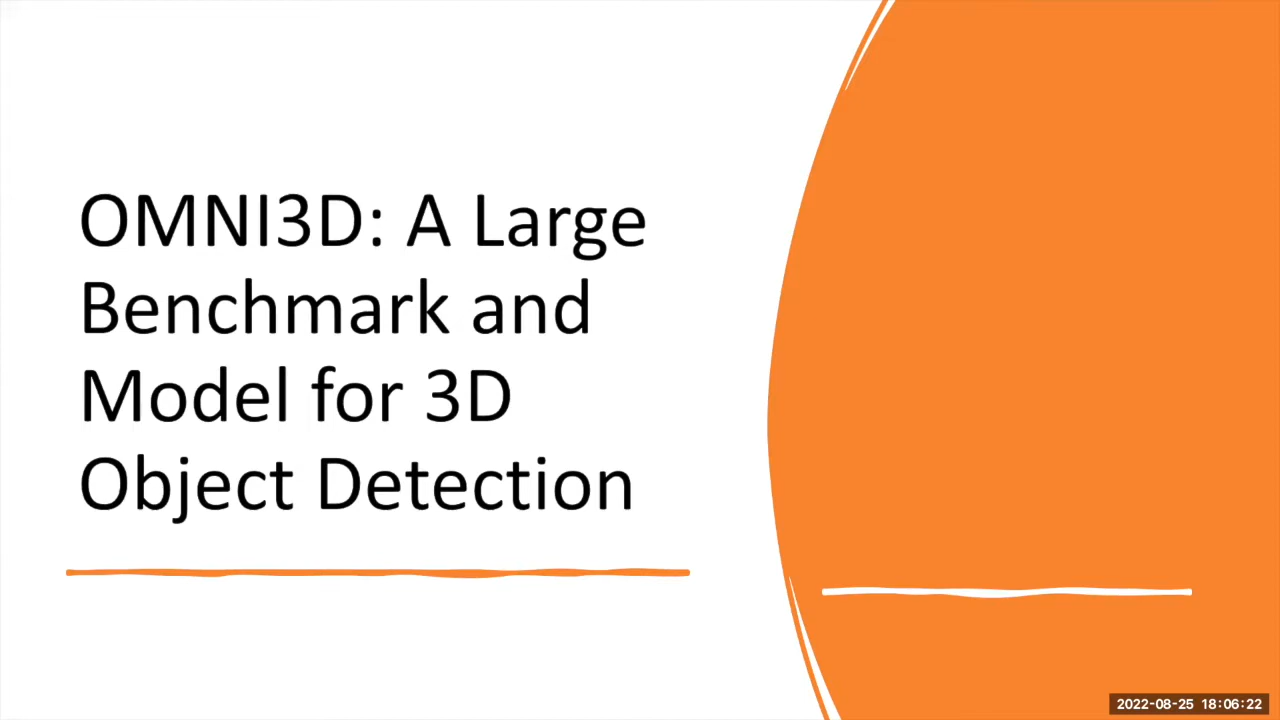 OMNI3D: A Large
Benchmark and
Model for 3D
Object Detection
2022-08-25 18:06:22